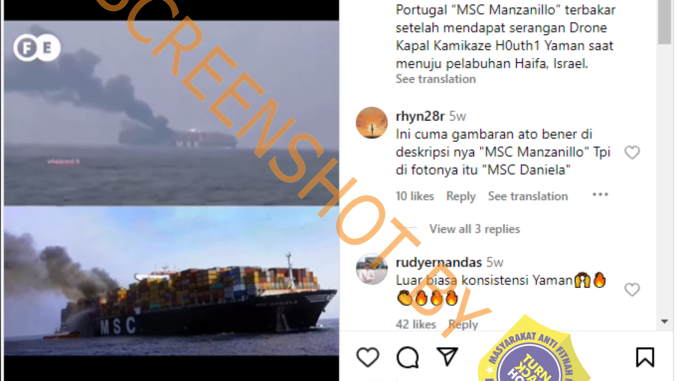 Portugal "MSC Manzanillo" terbakar
setelah mendapat serangan Drone
Kapal Kamikaze H0uth1 Yaman saat
menuju pelabuhan Haifa, Israel.
See translation
rhyn28r 5w
Ini cuma gambaran ato bener di
deskripsi nya "MSC Manzanillo" Tpi
di fotonya itu "MSC Daniela"
10 likes Reply See translation •••
View all 3 replies
rudyernandas 5w
Luar biasa konsistensi Yaman🙌🔥
👏🔥🔥🔥
42 likes Reply
FE
MSC
SCREENSHOT BY
MASYARAKAT ANTI FITNAH
TURN
BACK